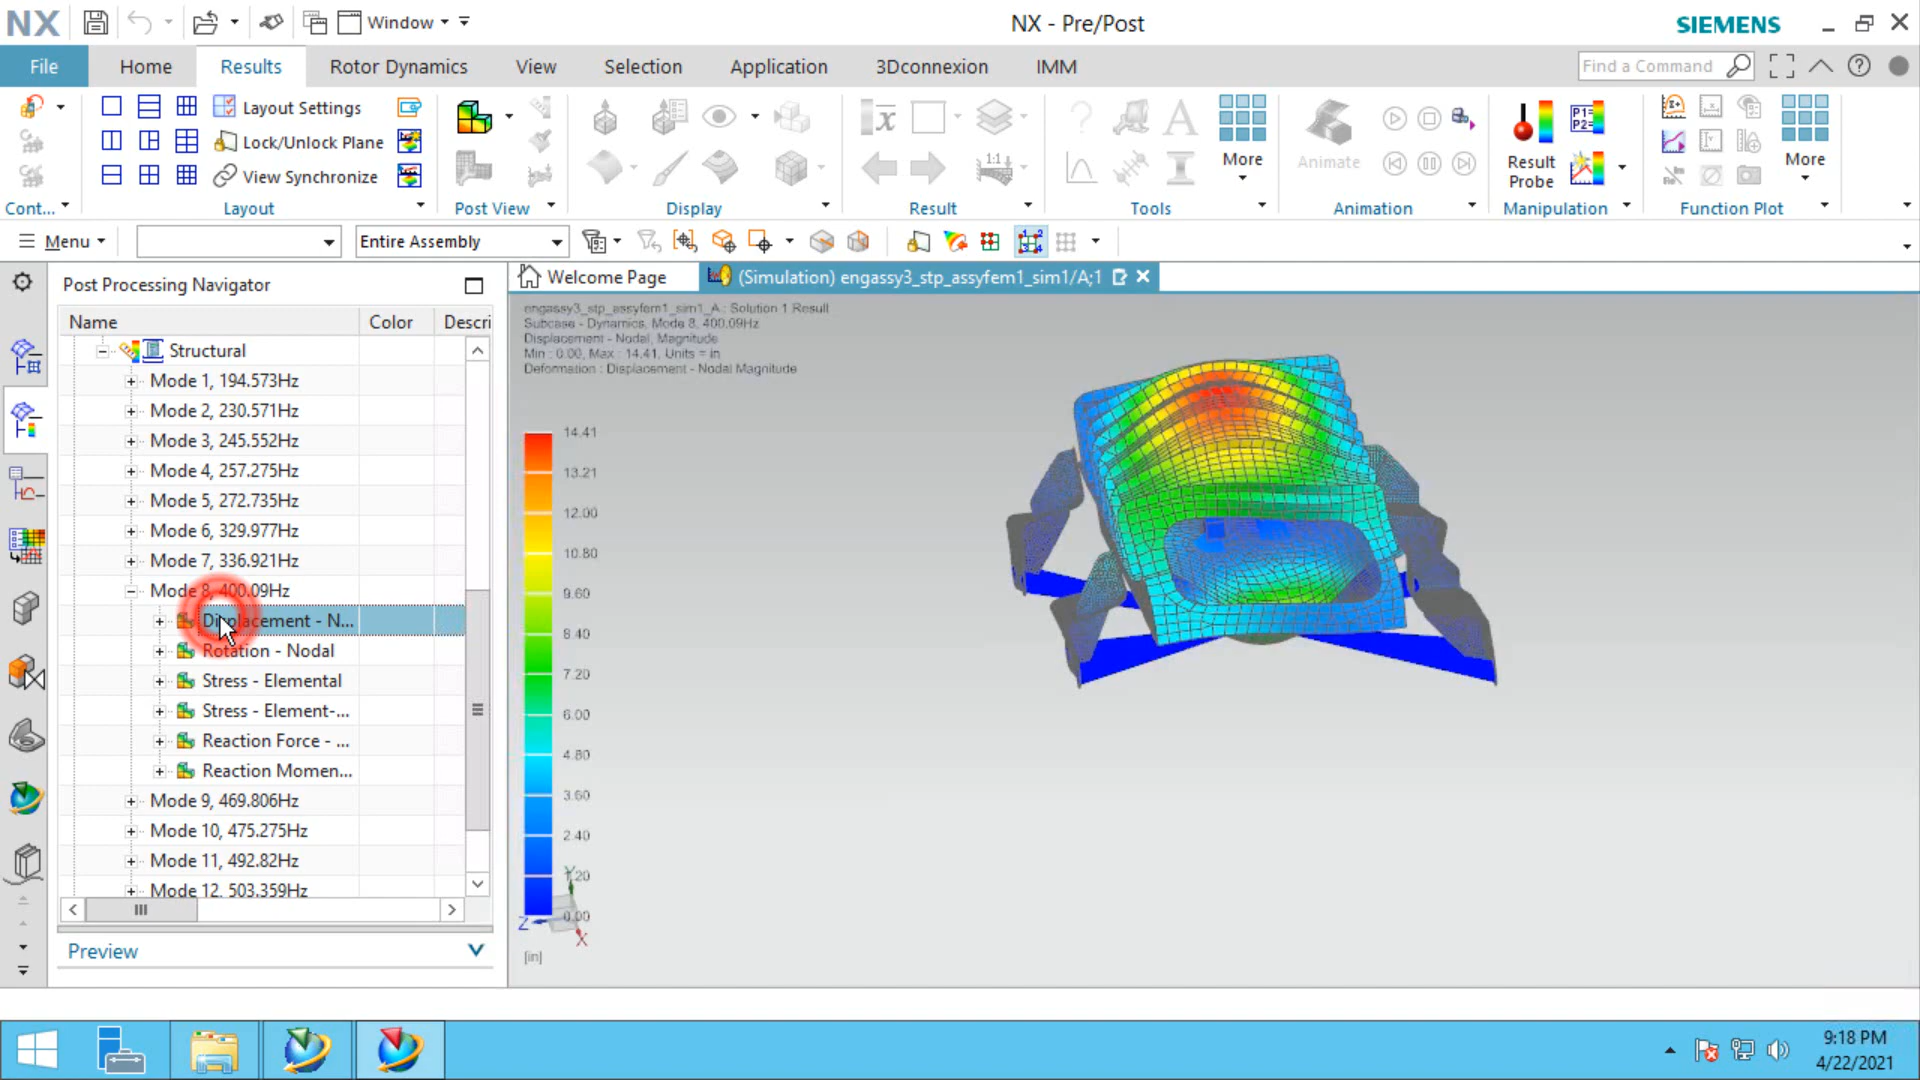 NX
Window
NX - Pre/Post
SIEMENS
File
Home
Results
Rotor Dynamics
View
Selection
Application
3Dconnexion
IMM
Find a Command
Layout Settings
Lock/Unlock Plane
View Synchronize
More
Animate
Result
Probe
P1=
P2=
More
Cont...
Layout
Post View
Display
1:1
Result
Tools
Animation
Manipulation
Function Plot
Menu
Entire Assembly
Post Processing Navigator
Welcome Page
(Simulation) engassy3_stp_assyfem1_sim1/A;1
Name
Color
Descri
Structural
Mode 1, 194.573Hz
Mode 2, 230.571Hz
Mode 3, 245.552Hz
Mode 4, 257.275Hz
Mode 5, 272.735Hz
Mode 6, 329.977Hz
Mode 7, 336.921Hz
Mode 8, 400.09Hz
Displacement - N...
Rotation - Nodal
Stress - Elemental
Stress - Element-...
Reaction Force - ...
Reaction Momen...
Mode 9, 469.806Hz
Mode 10, 475.275Hz
Mode 11, 492.82Hz
Mode 12, 503.359Hz
Preview
engassy3_stp_assyfem1_sim1_A : Solution 1 Result
Subcase - Dynamics, Mode 8, 400.09Hz
Displacement - Nodal, Magnitude
Min : 0.00, Max : 14.41, Units = in
Deformation : Displacement - Nodal Magnitude
14.41
13.21
12.00
10.80
9.60
8.40
7.20
6.00
4.80
3.60
2.40
1.20
0.00
[in]
Y
Z
X
9:18 PM
4/22/2021